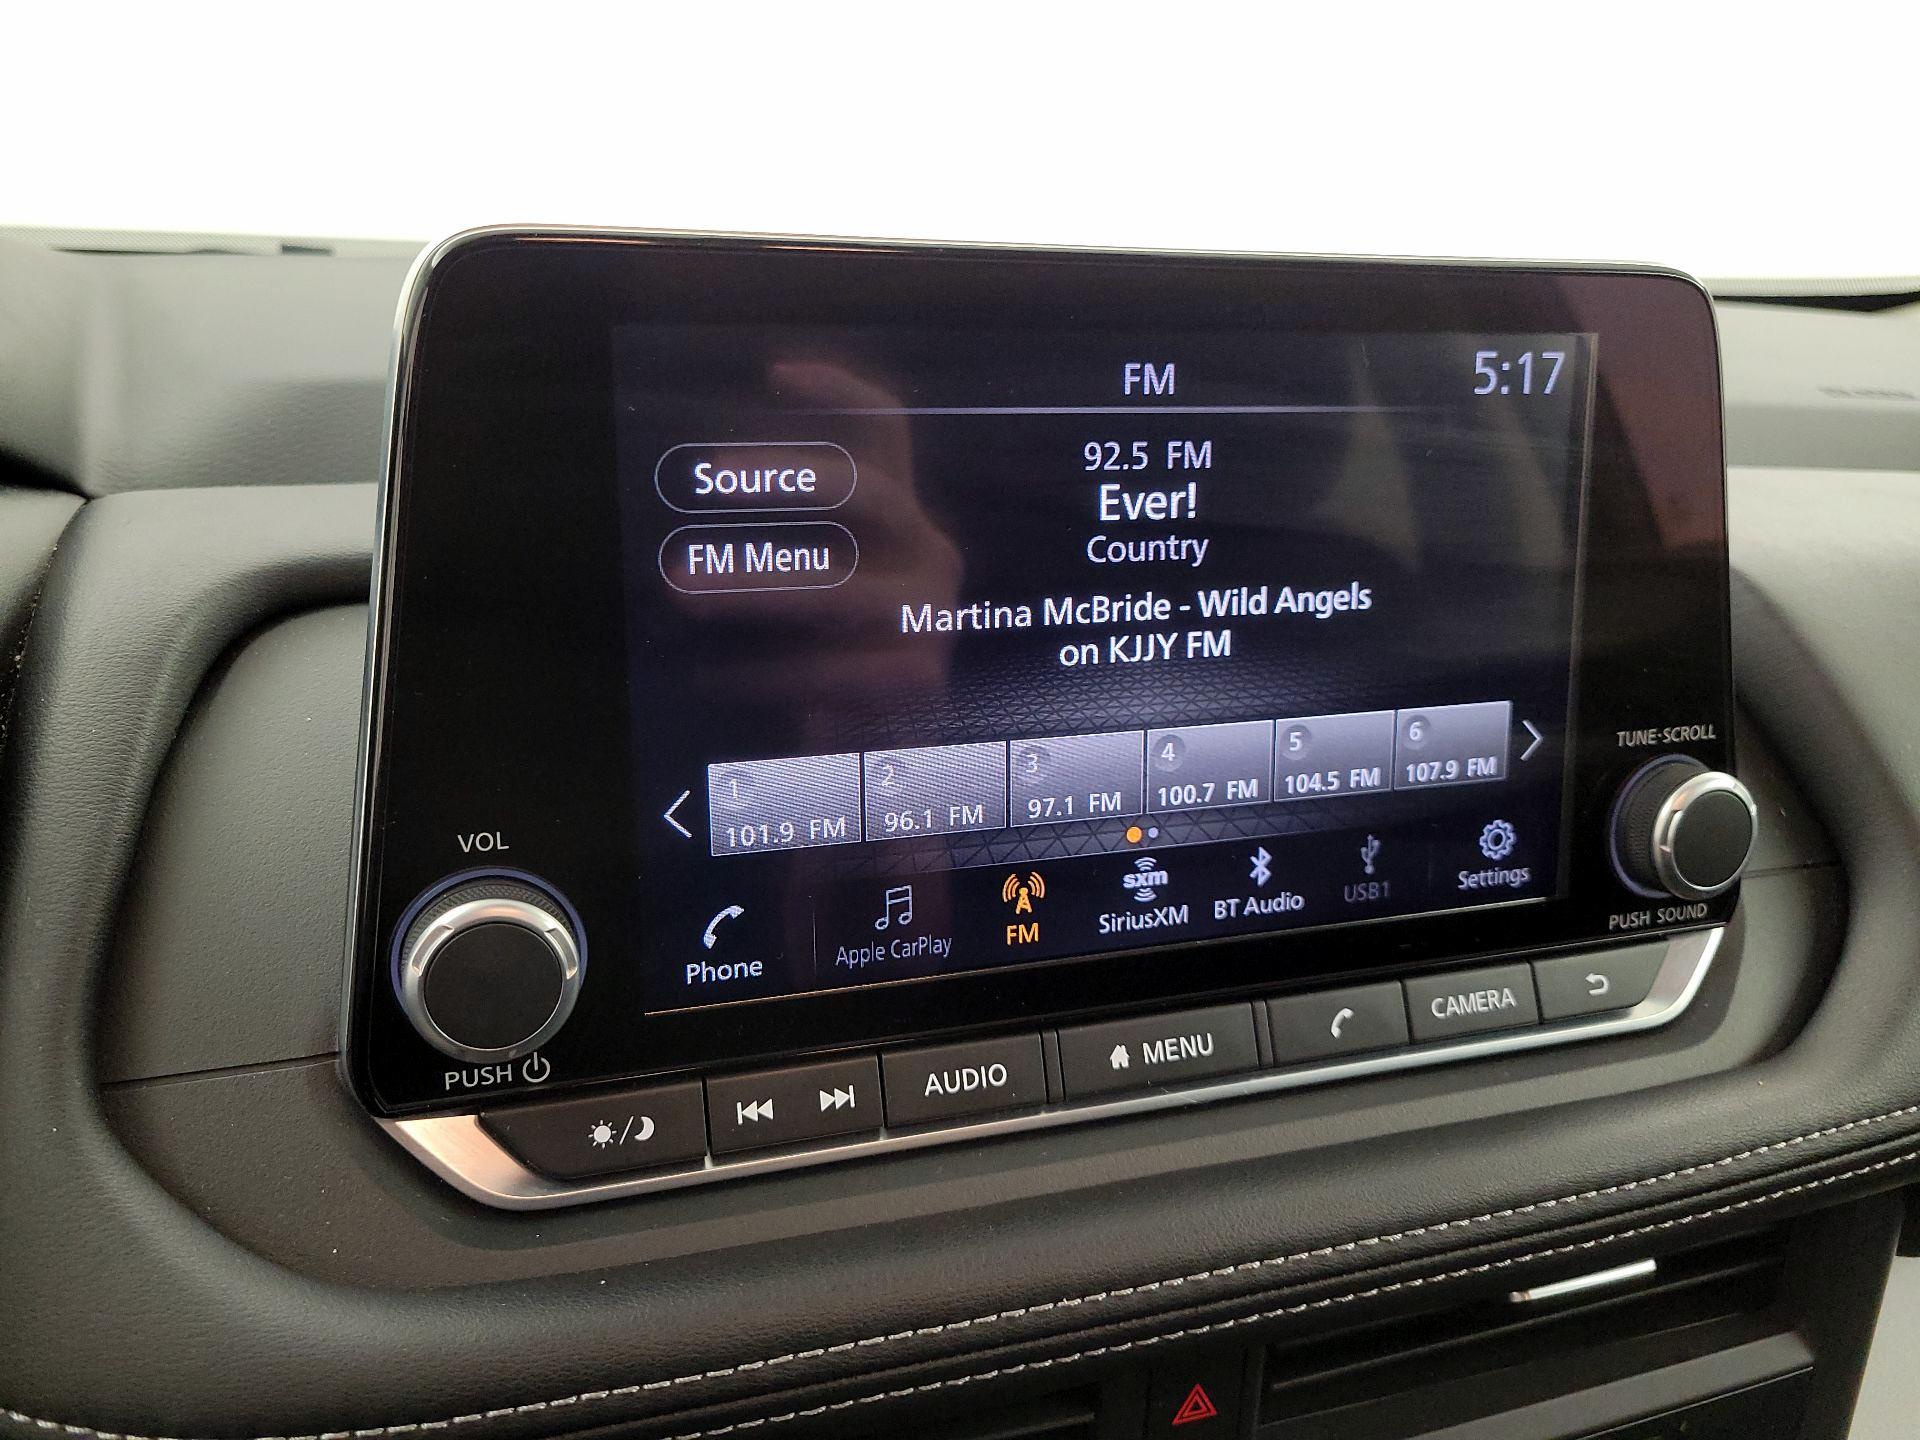 FM
5:17
Source
92.5 FM
Ever!
FM Menu
Country
Martina McBride - Wild Angels
on KJJY FM
1
101.9 FM
2
96.1 FM
3
97.1 FM
4
100.7 FM
5
104.5 FM
6
107.9 FM
Phone
Apple CarPlay
FM
sxm
SiriusXM
BT Audio
USB1
Settings
VOL
PUSH
TUNE·SCROLL
PUSH SOUND
AUDIO
MENU
CAMERA